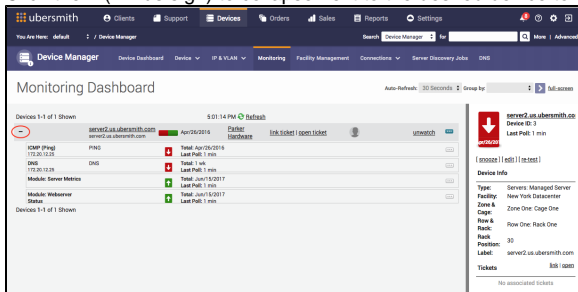 ubersmith Clients Support Devices Orders Sales Reports Settings
You Are Here: default / Device Manager Search Device Manager for More | Advanced
Device Manager Device Dashboard Device IP & VLAN Monitoring Facility Management Connections Server Discovery Jobs DNS
Monitoring Dashboard Auto-Refresh: 30 Seconds Group by: full-screen
Devices 1-1 of 1 Shown 5:01:14 PM Refresh
server2.us.ubersmith.com
server2.us.ubersmith.com
Apr/26/2016
Parker
Hardware
link ticket | open ticket
unwatch
ICMP (Ping) PING Total: Apr/26/2016
172.20.12.25 Last Poll: 1 min
DNS DNS Total: 1 wk
172.20.12.25 Last Poll: 1 min
Module: Server Metrics Total: Jun/15/2017
Last Poll: 1 min
Module: Webserver Total: Jun/15/2017
Status Last Poll: 1 min
Devices 1-1 of 1 Shown
server2.us.ubersmith.co
Device ID: 3
Last Poll: 1 min
[ snooze ] [ edit ] [ re-test ]
Device Info
Type: Servers: Managed Server
Facility: New York Datacenter
Zone & Cage: Zone One: Cage One
Row & Rack: Row One: Rack One
Rack Position: 30
Label: server2.us.ubersmith.com
Tickets link | open
No associated tickets